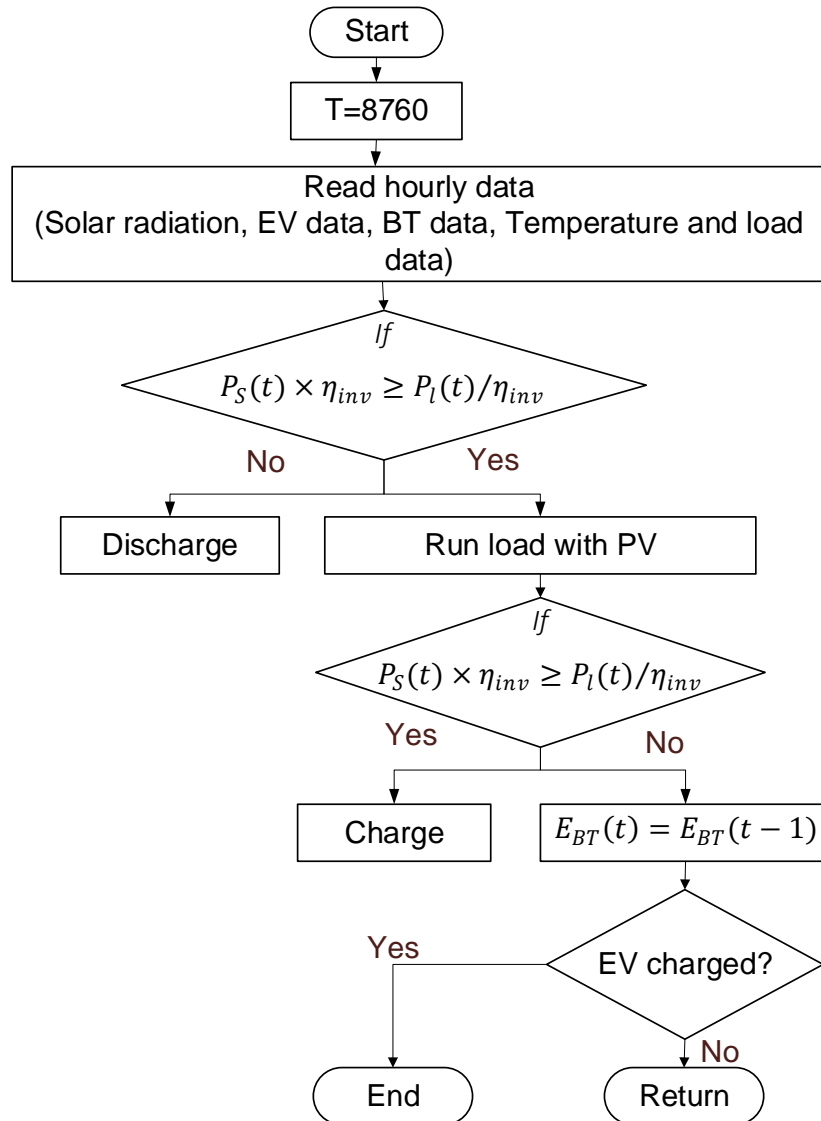 Start
T=8760
Read hourly data
(Solar radiation, EV data, BT data, Temperature and load
data)
If
P_S(t) × η_inv ≥ P_l(t)/η_inv
No
Yes
Discharge
Run load with PV
If
P_S(t) × η_inv ≥ P_l(t)/η_inv
Yes
No
Charge
E_BT(t) = E_BT(t − 1)
Yes
EV charged?
No
End
Return